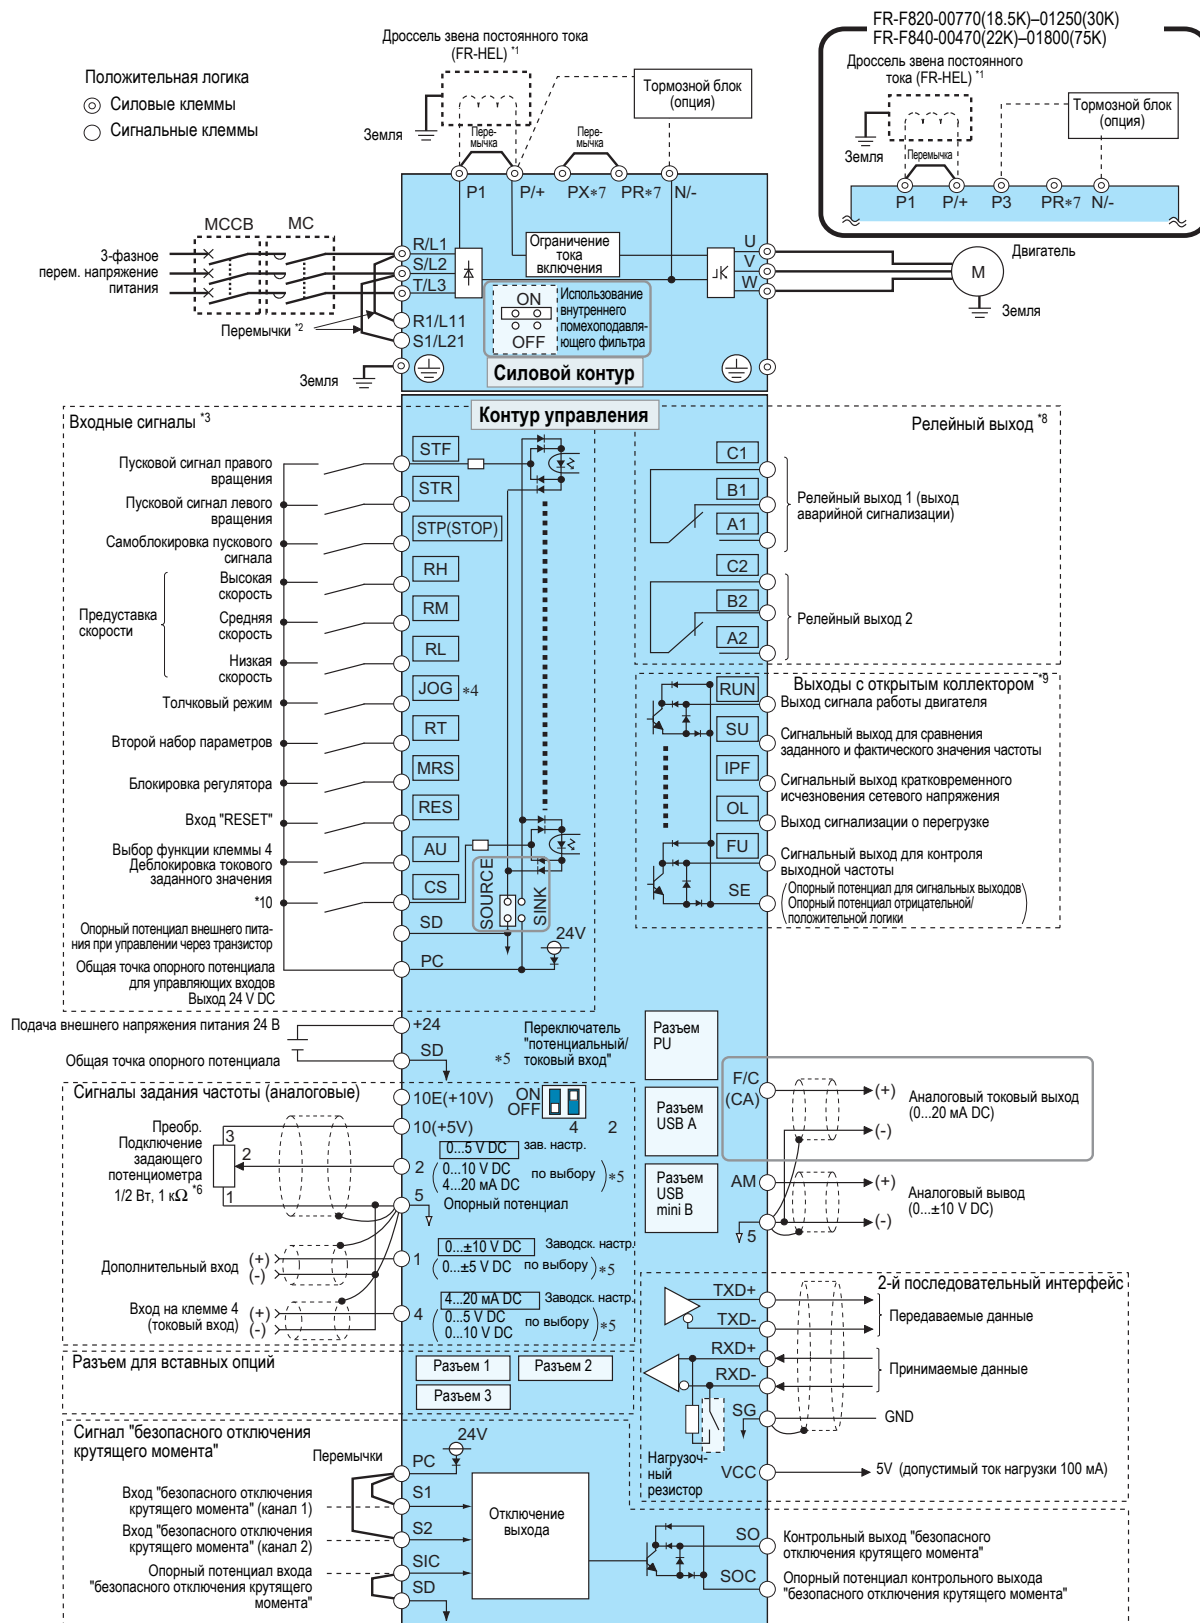 FR-F820-00770(18.5K)–01250(30K)
FR-F840-00470(22K)–01800(75K)
Дроссель звена постоянного
тока (FR-HEL) *1
Тормозной блок
(опция)
Земля
Перемычка
P1
P/+
P3
PR*7
N/-
Дроссель звена постоянного тока
(FR-HEL) *1
Положительная логика
Силовые клеммы
Сигнальные клеммы
Тормозной блок
(опция)
Земля
Пере-
мычка
Пере-
мычка
P1
P/+
PX*7
PR*7
N/-
MCCB
MC
3-фазное
перем. напряжение
питания
R/L1
S/L2
T/L3
R1/L11
S1/L21
Перемычки *2
Земля
Ограничение
тока
включения
ON
OFF
Использование
внутреннего
помехоподавля-
ющего фильтра
U
V
W
M
Двигатель
Земля
Силовой контур
Контур управления
Входные сигналы *3
Пусковой сигнал правого
вращения
STF
Пусковой сигнал левого
вращения
STR
Самоблокировка пускового
сигнала
STP(STOP)
Предуставка
скорости
Высокая
скорость
RH
Средняя
скорость
RM
Низкая
скорость
RL
Толчковый режим
JOG *4
Второй набор параметров
RT
Блокировка регулятора
MRS
Вход "RESET"
RES
Выбор функции клеммы 4
Деблокировка токового
заданного значения
AU
*10
CS
SOURCE
SINK
Опорный потенциал внешнего пита-
ния при управлении через транзистор
SD
24V
Общая точка опорного потенциала
для управляющих входов
Выход 24 V DC
PC
Релейный выход *8
C1
B1
A1
Релейный выход 1 (выход
аварийной сигнализации)
C2
B2
A2
Релейный выход 2
Выходы с открытым коллектором *9
RUN
Выход сигнала работы двигателя
SU
Сигнальный выход для сравнения
заданного и фактического значения частоты
IPF
Сигнальный выход кратковременного
исчезновения сетевого напряжения
OL
Выход сигнализации о перегрузке
FU
Сигнальный выход для контроля
выходной частоты
SE
Опорный потенциал для сигнальных выходов
Опорный потенциал отрицательной/
положительной логики
Подача внешнего напряжения питания 24 В
+24
Общая точка опорного потенциала
SD
*5
Переключатель
"потенциальный/
токовый вход"
Разъем
PU
Разъем
USB A
Разъем
USB
mini B
F/C
(CA)
(+)
(-)
Аналоговый токовый выход
(0...20 мА DC)
AM
(+)
(-)
5
Аналоговый вывод
(0...±10 V DC)
Сигналы задания частоты (аналоговые)
10E(+10V)
ON
OFF
4
2
Преобр.
Подключение
задающего
потенциометра
1/2 Вт, 1 кΩ *6
3
2
1
10(+5V)
0...5 V DC
зав. настр.
2
(0...10 V DC
4...20 мА DC
по выбору) *5
5
Опорный потенциал
Дополнительный вход
(+)
(-)
1
0...±10 V DC
Заводск. настр.
(0...±5 V DC
по выбору) *5
Вход на клемме 4
(токовый вход)
(+)
(-)
4
4...20 мА DC
Заводск. настр.
(0...5 V DC
0...10 V DC
по выбору) *5
Разъем для вставных опций
Разъем 1
Разъем 2
Разъем 3
2-й последовательный интерфейс
TXD+
TXD-
Передаваемые данные
RXD+
RXD-
Принимаемые данные
SG
GND
Нагрузоч-
ный
резистор
VCC
5V (допустимый ток нагрузки 100 мА)
Сигнал "безопасного отключения
крутящего момента"
Перемычки
24V
PC
Вход "безопасного отключения
крутящего момента" (канал 1)
S1
Вход "безопасного отключения
крутящего момента" (канал 2)
S2
Опорный потенциал входа
"безопасного отключения крутящего
момента"
SIC
SD
Отключение
выхода
SO
Контрольный выход "безопасного
отключения крутящего момента"
SOC
Опорный потенциал контрольного выхода
"безопасного отключения крутящего момента"